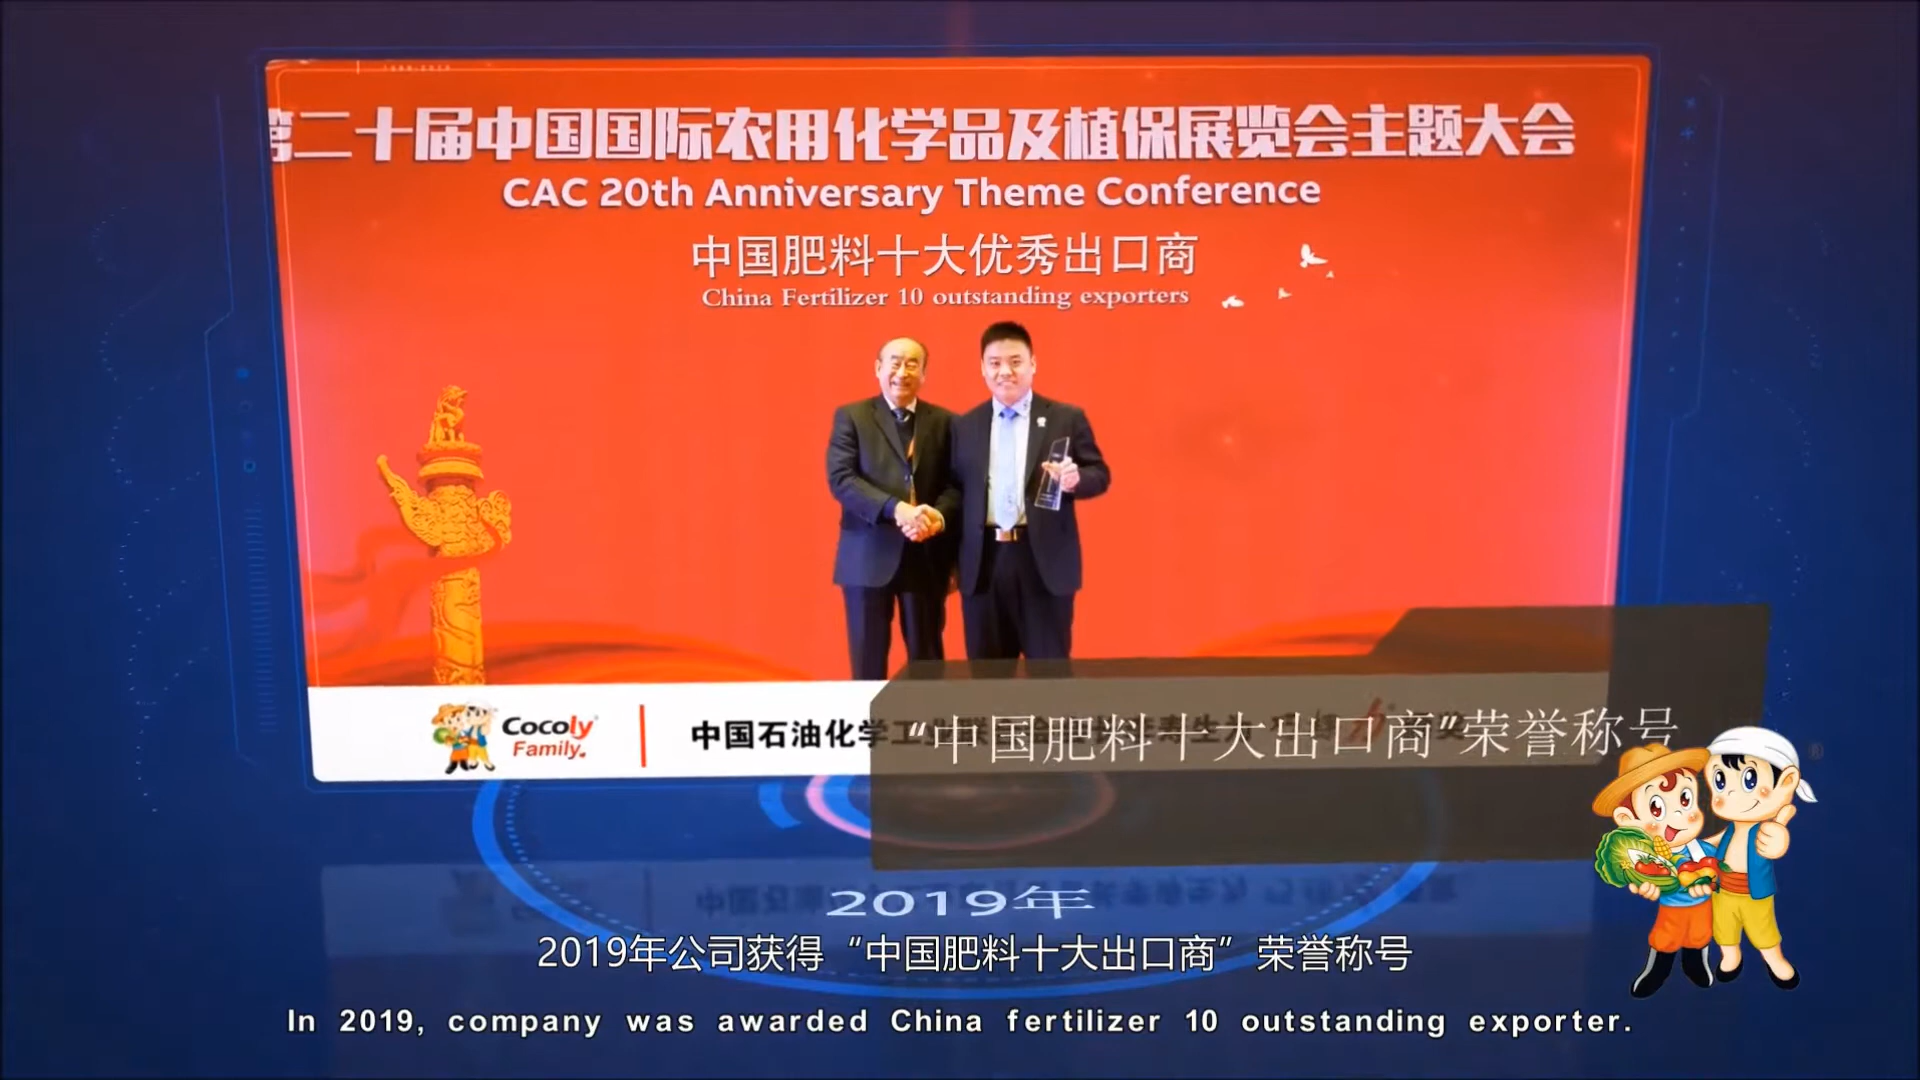 第二十届中国国际农用化学品及植保展览会主题大会
CAC 20th Anniversary Theme Conference
中国肥料十大优秀出口商
China Fertilizer 10 outstanding exporters
Cocoly
Family
中国石油化学工业联
“中国肥料十大出口商”荣誉称号
2019年
2019年公司获得“中国肥料十大出口商”荣誉称号
In 2019, company was awarded China fertilizer 10 outstanding exporter.